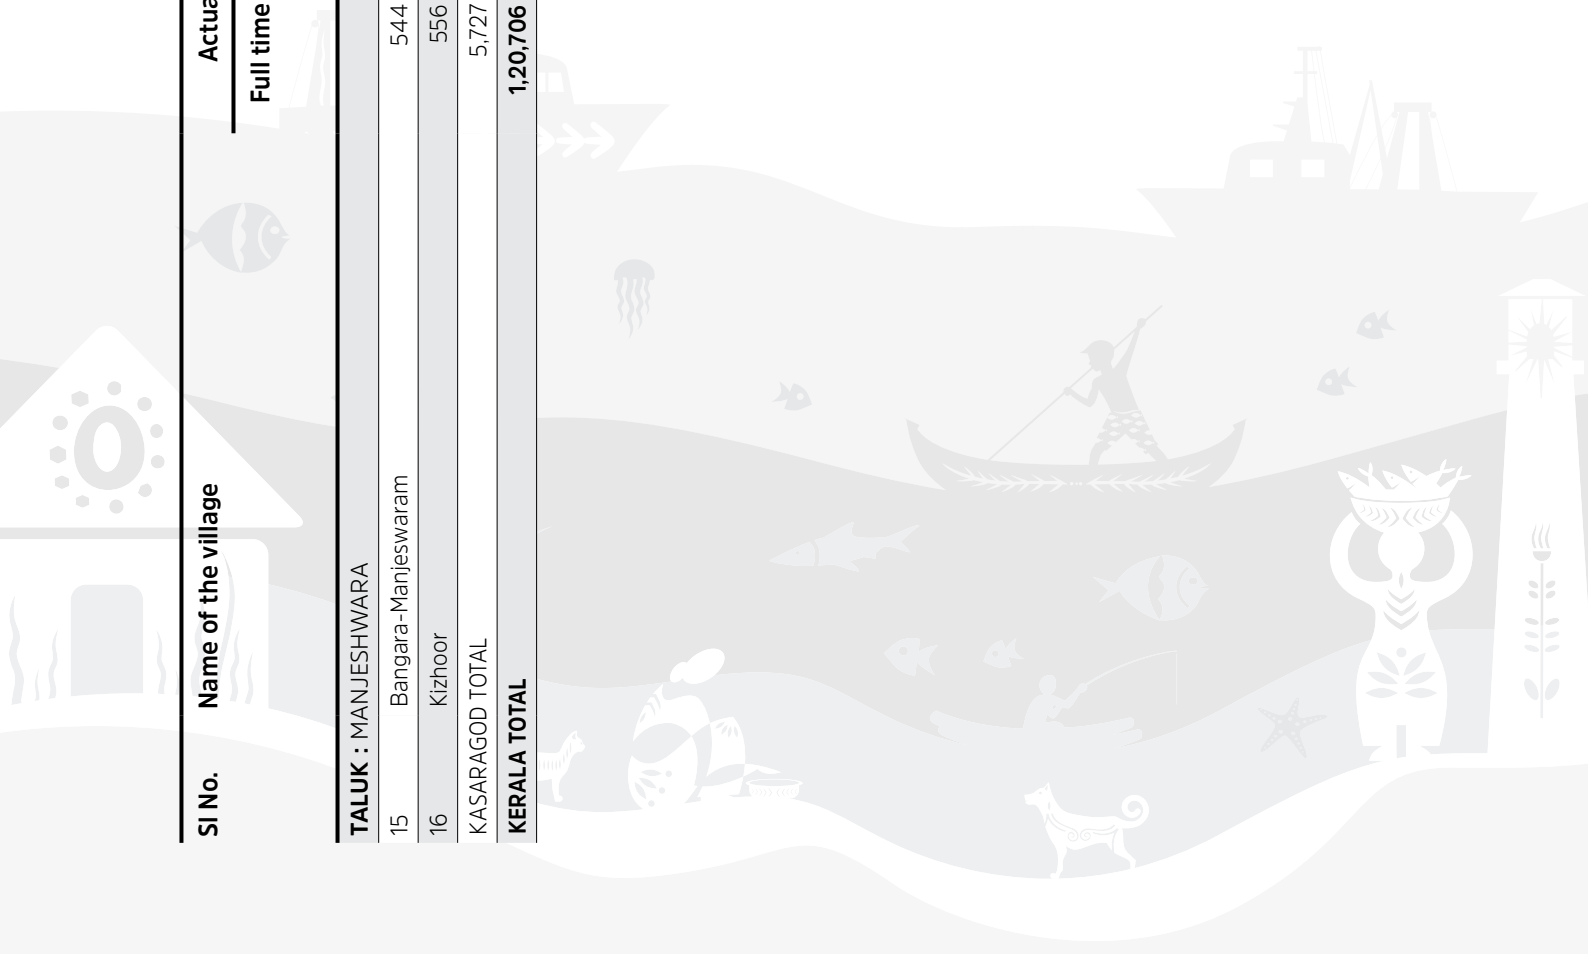 Sl No. Name of the village Actua
Full time
TALUK : MANJESHWARA
15 Bangara-Manjeswaram 544
16 Kizhoor 556
KASARAGOD TOTAL 5,727
KERALA TOTAL 1,20,706